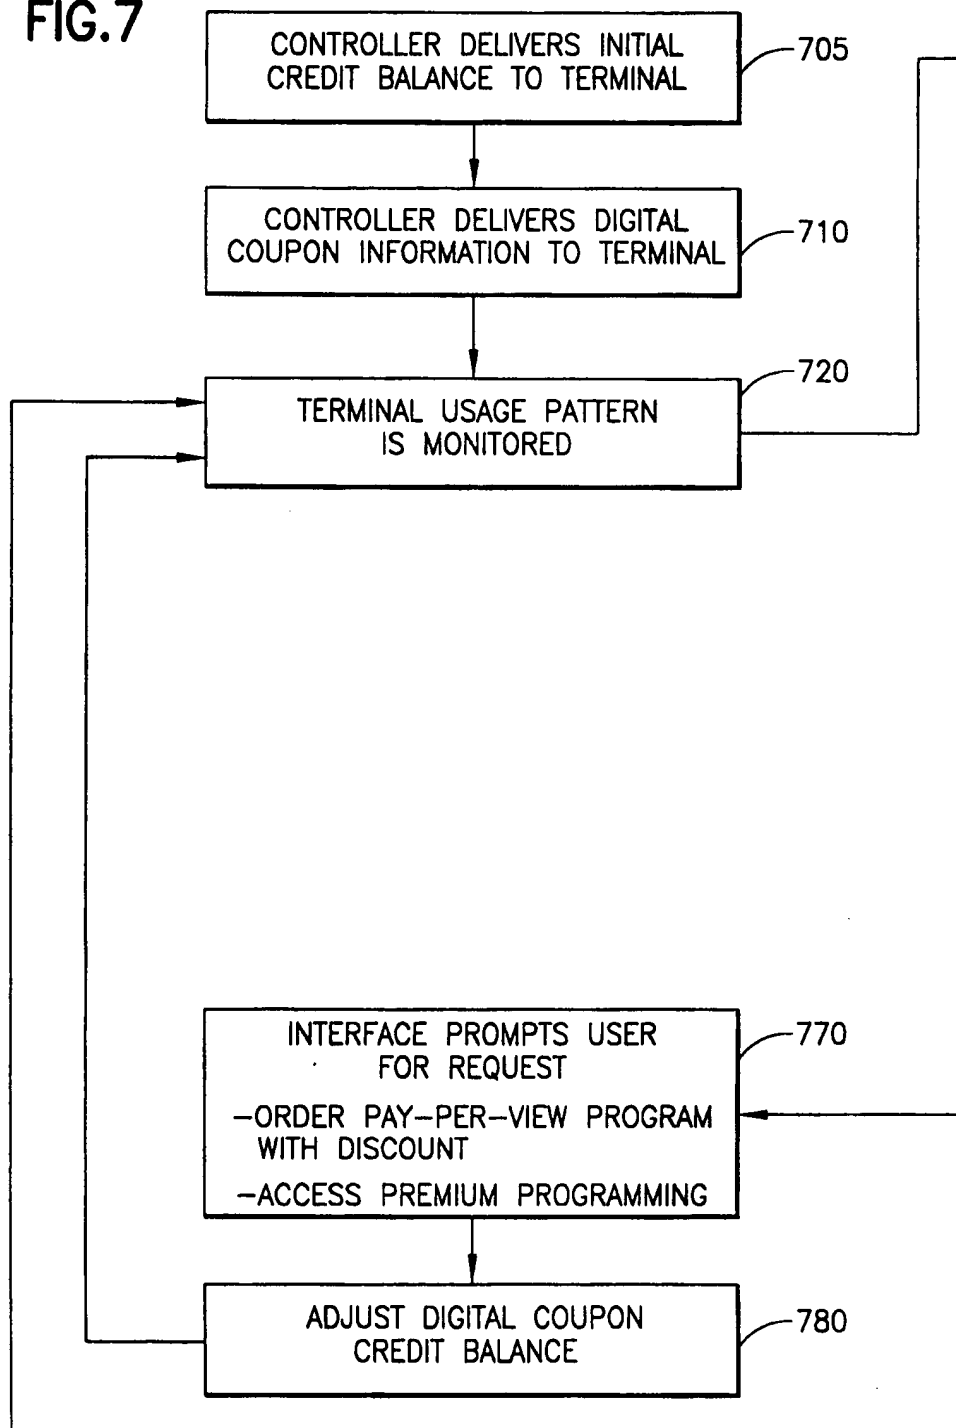 FIG.7
CONTROLLER DELIVERS INITIAL
CREDIT BALANCE TO TERMINAL
705
CONTROLLER DELIVERS DIGITAL
COUPON INFORMATION TO TERMINAL
710
TERMINAL USAGE PATTERN
IS MONITORED
720
INTERFACE PROMPTS USER
FOR REQUEST
-ORDER PAY-PER-VIEW PROGRAM
WITH DISCOUNT
-ACCESS PREMIUM PROGRAMMING
770
ADJUST DIGITAL COUPON
CREDIT BALANCE
780